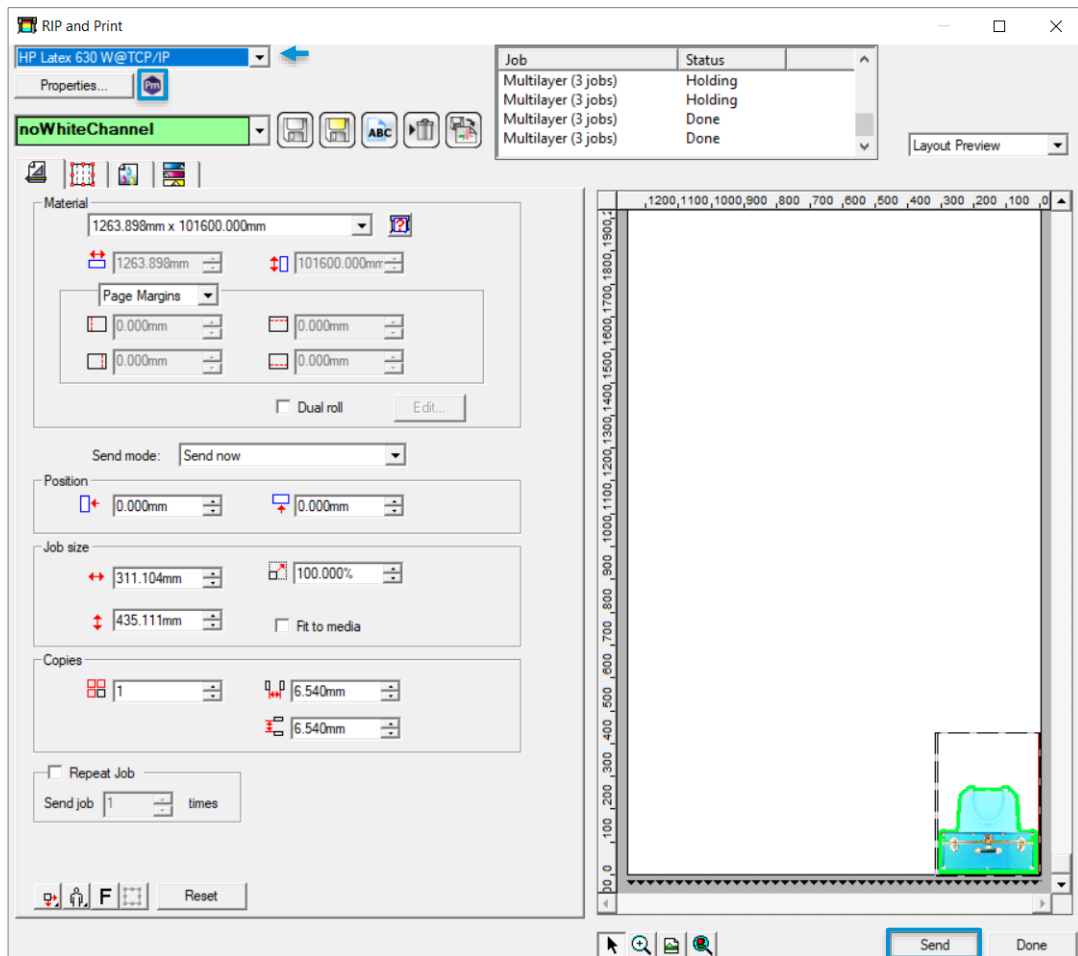 RIP and Print
HP Latex 630 W@TCP/IP
Properties...
Pm
noWhiteChannel
ABC
Job Status
Multilayer (3 jobs) Holding
Multilayer (3 jobs) Holding
Multilayer (3 jobs) Done
Multilayer (3 jobs) Done
Layout Preview
Material
1263.898mm x 101600.000mm
1263.898mm 101600.000mm
Page Margins
0.000mm 0.000mm
0.000mm 0.000mm
Dual roll Edit...
Send mode: Send now
Position
0.000mm 0.000mm
Job size
311.104mm 100.000%
435.111mm Fit to media
Copies
1 6.540mm
6.540mm
Repeat Job
Send job 1 times
F Reset
1200 1100 1000 900 800 700 600 500 400 300 200 100 0
1900
1800
1700
1600
1500
1400
1300
1200
1100
1000
900
800
700
600
500
400
300
200
100
0
Send Done